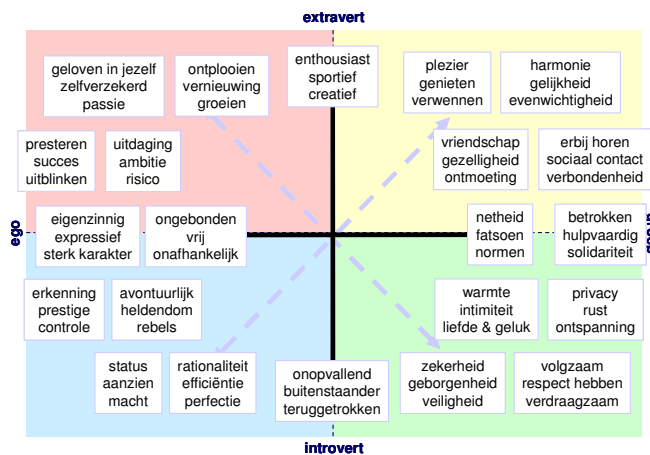 extravert
geloven in jezelf
zelfverzekerd
passie
ontplooien
vernieuwing
groeien
enthousiast
sportief
creatief
plezier
genieten
verwennen
harmonie
gelijkheid
evenwichtigheid
presteren
succes
uitblinken
uitdaging
ambitie
risico
vriendschap
gezelligheid
ontmoeting
erbij horen
sociaal contact
verbondenheid
ego
eigenzinnig
expressief
sterk karakter
ongebonden
vrij
onafhankelijk
netheid
fatsoen
normen
betrokken
hulpvaardig
solidariteit
erkenning
prestige
controle
avontuurlijk
heldendom
rebels
warmte
intimiteit
liefde & geluk
privacy
rust
ontspanning
status
aanzien
macht
rationaliteit
efficiëntie
perfectie
onopvallend
buitenstaander
teruggetrokken
zekerheid
geborgenheid
veiligheid
volgzaam
respect hebben
verdraagzaam
introvert